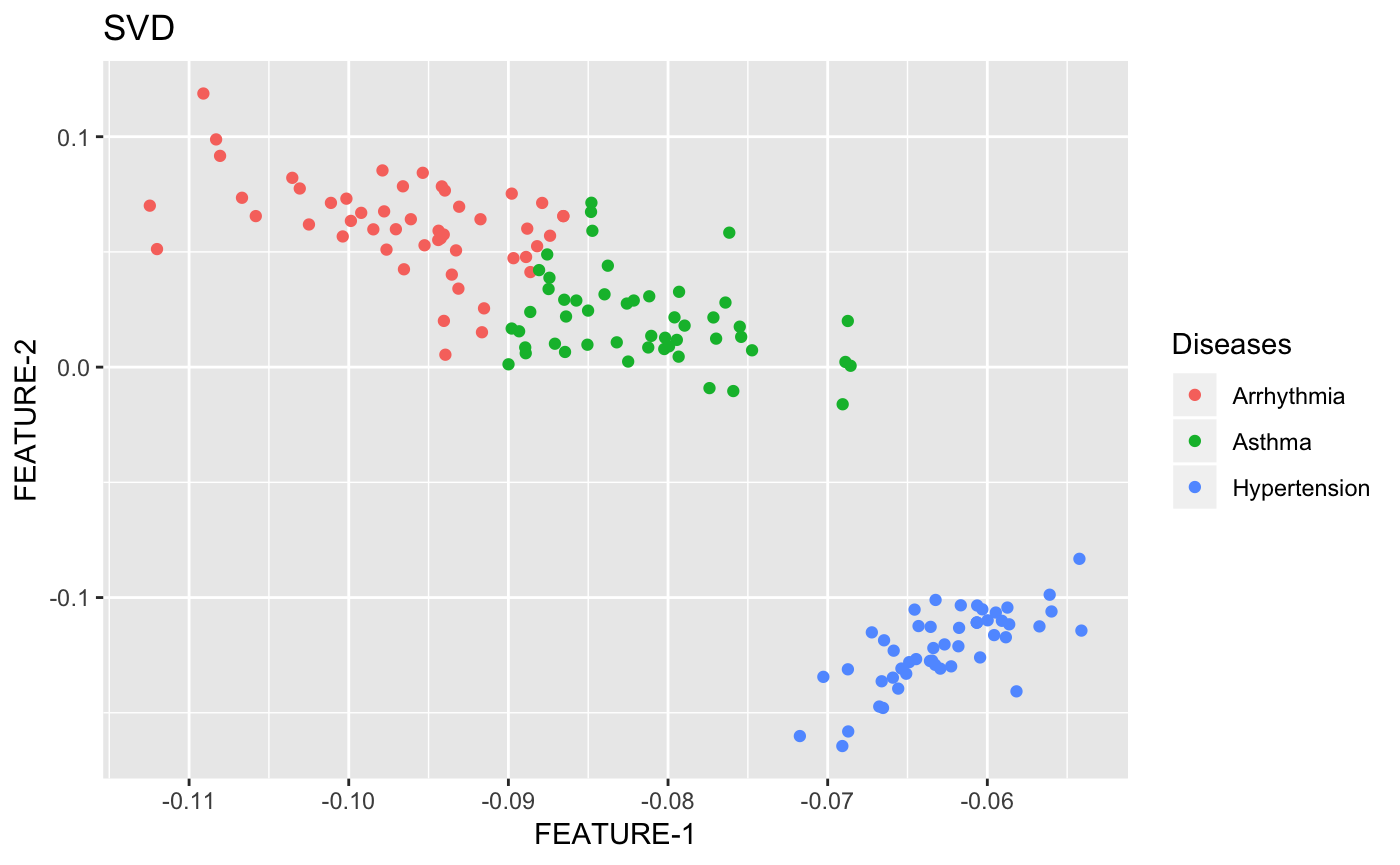 SVD
FEATURE-2
0.1
0.0
-0.1
-0.11 -0.10 -0.09 -0.08 -0.07 -0.06
FEATURE-1
Diseases
Arrhythmia
Asthma
Hypertension